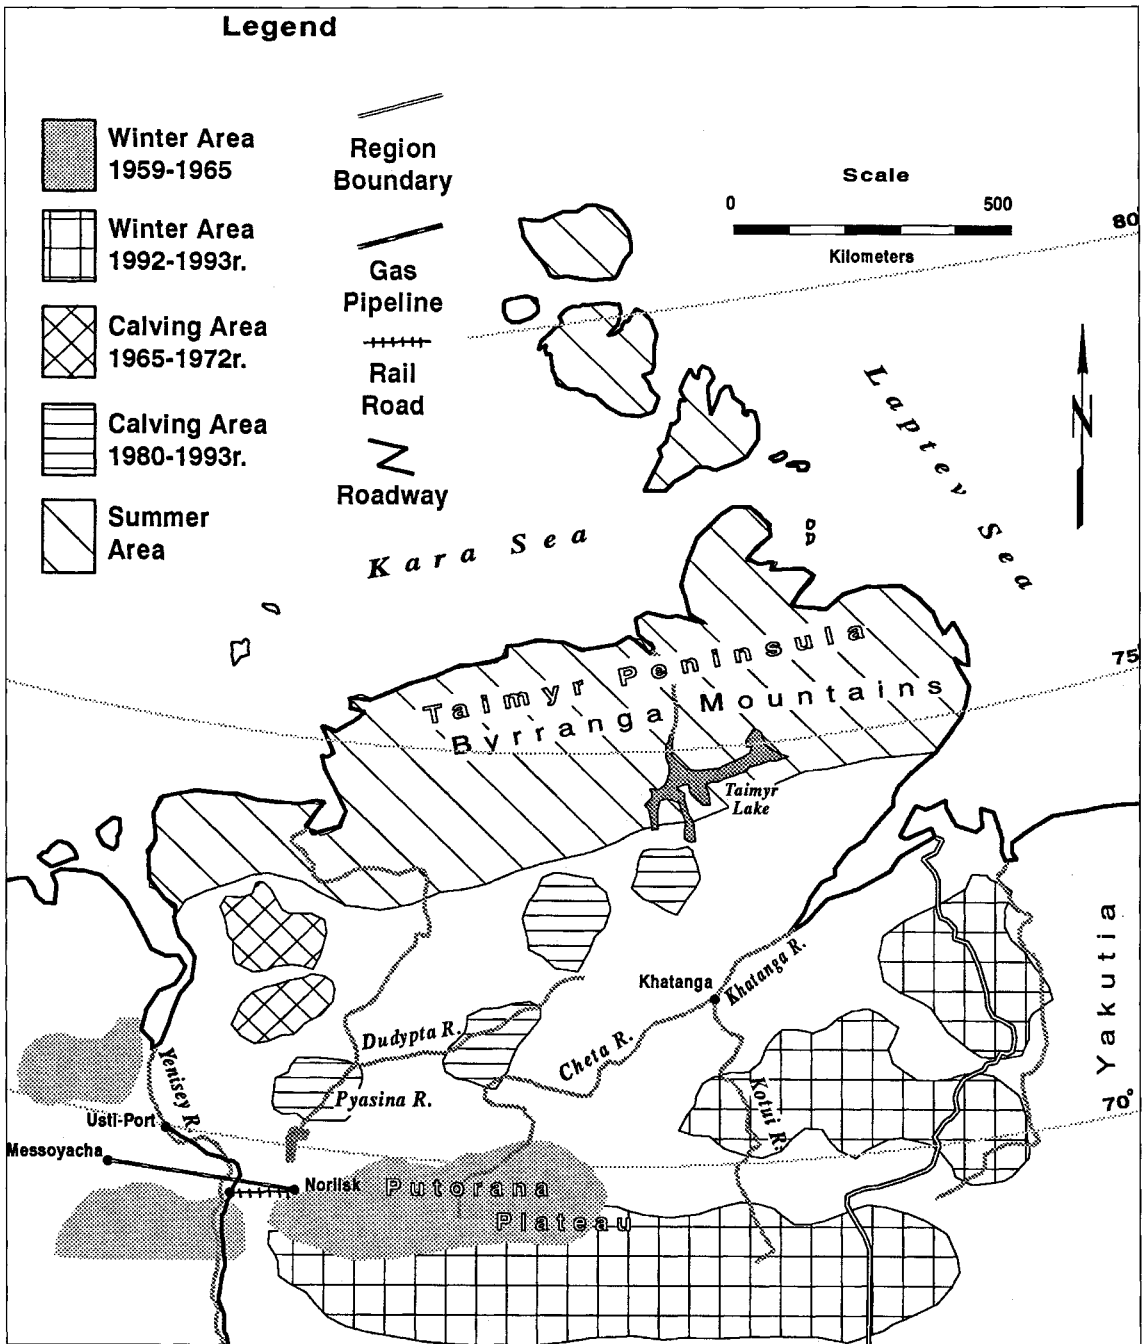 Legend
Winter Area
1959-1965
Winter Area
1992-1993r.
Calving Area
1965-1972r.
Calving Area
1980-1993r.
Summer
Area
Region
Boundary
Gas
Pipeline
Rail
Road
Roadway
Scale
0 500
Kilometers
80
N
Laptev Sea
Kara Sea
75
Taimyr Peninsula
Byrranga Mountains
Taimyr
Lake
Yakutia
Khatanga
Khatanga R.
Dudypta R.
Cheta R.
Yenisey R.
Pyasina R.
Kotui R.
70°
Usti-Port
Messoyacha
Norlisk
Putorana
Plateau